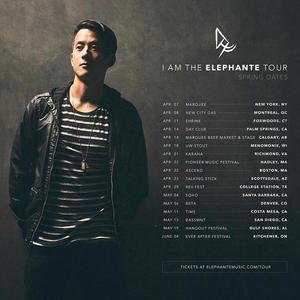 I AM THE ELEPHANTE TOUR
SPRING DATES
APR 07 MARQUEE NEW YORK, NY
APR 08 NEW CITY GAS MONTREAL, QC
APR 11 SHRINE FOXWOODS, CT
APR 14 DAY CLUB PALM SPRINGS, CA
APR 14 MARQUEE BEER MARKET & STAGE CALGARY, AB
APR 18 UW STOUT MENOMONIE, WI
APR 21 KABANA RICHMOND, VA
APR 22 PIONEER MUSIC FESTIVAL HADLEY, MA
APR 22 ASCEND BOSTON, MA
APR 23 TALKING STICK SCOTTSDALE, AZ
APR 29 REV FEST COLLEGE STATION, TX
MAY 04 SOHO SANTA BARBARA, CA
MAY 06 BETA DENVER, CO
MAY 11 TIME COSTA MESA, CA
MAY 13 BASSMNT SAN DIEGO, CA
MAY 19 HANGOUT FESTIVAL GULF SHORES, AL
JUNE 04 EVER AFTER FESTIVAL KITCHENER, ON
TICKETS AT ELEPHANTEMUSIC.COM/TOUR